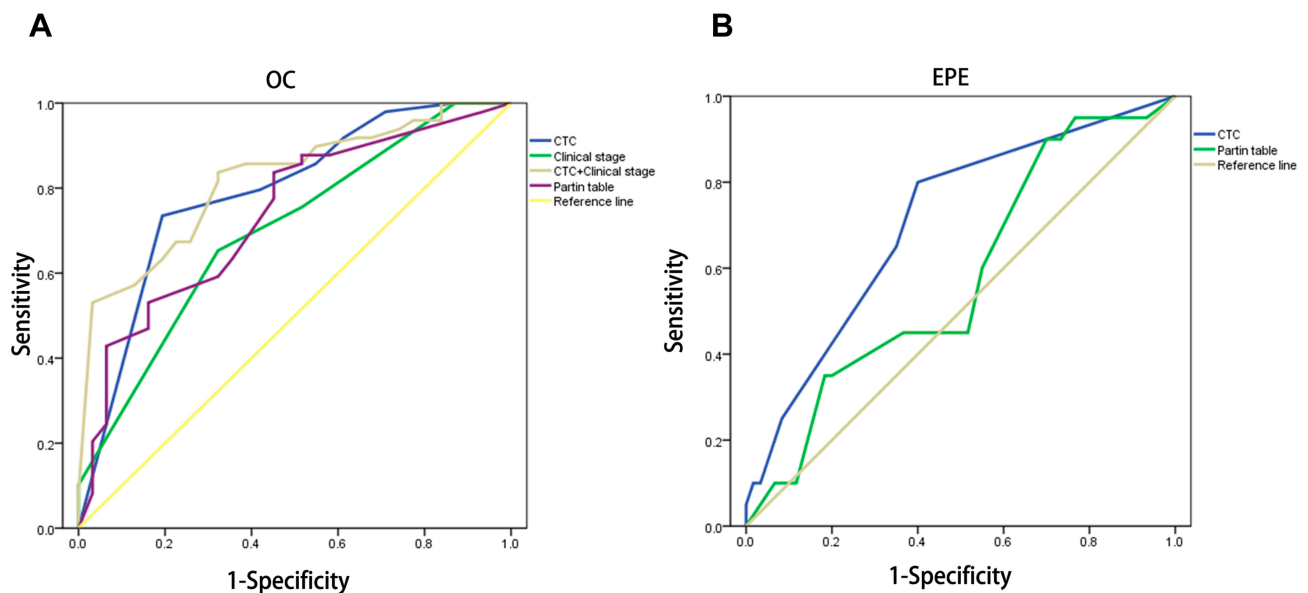 A
OC
Sensitivity
1.0
0.8
0.6
0.4
0.2
0.0
0.0 0.2 0.4 0.6 0.8 1.0
1-Specificity
CTC
Clinical stage
CTC+Clinical stage
Partin table
Reference line
B
EPE
Sensitivity
1.0
0.8
0.6
0.4
0.2
0.0
0.0 0.2 0.4 0.6 0.8 1.0
1-Specificity
CTC
Partin table
Reference line